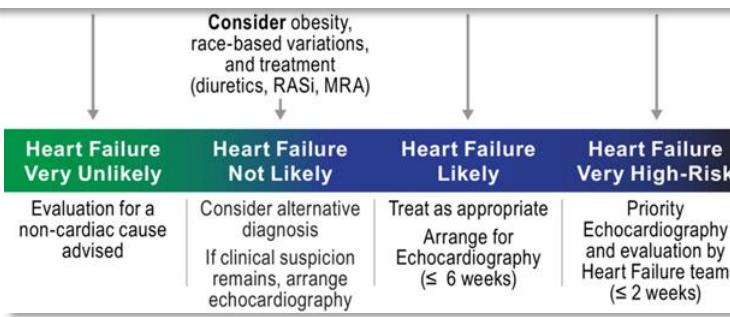 Consider obesity,
race-based variations,
and treatment
(diuretics, RASi, MRA)
Heart Failure
Very Unlikely
Evaluation for a
non-cardiac cause
advised
Heart Failure
Not Likely
Consider alternative
diagnosis
If clinical suspicion
remains, arrange
echocardiography
Heart Failure
Likely
Treat as appropriate
Arrange for
Echocardiography
(≤ 6 weeks)
Heart Failure
Very High-Risk
Priority
Echocardiography
and evaluation by
Heart Failure team
(≤ 2 weeks)